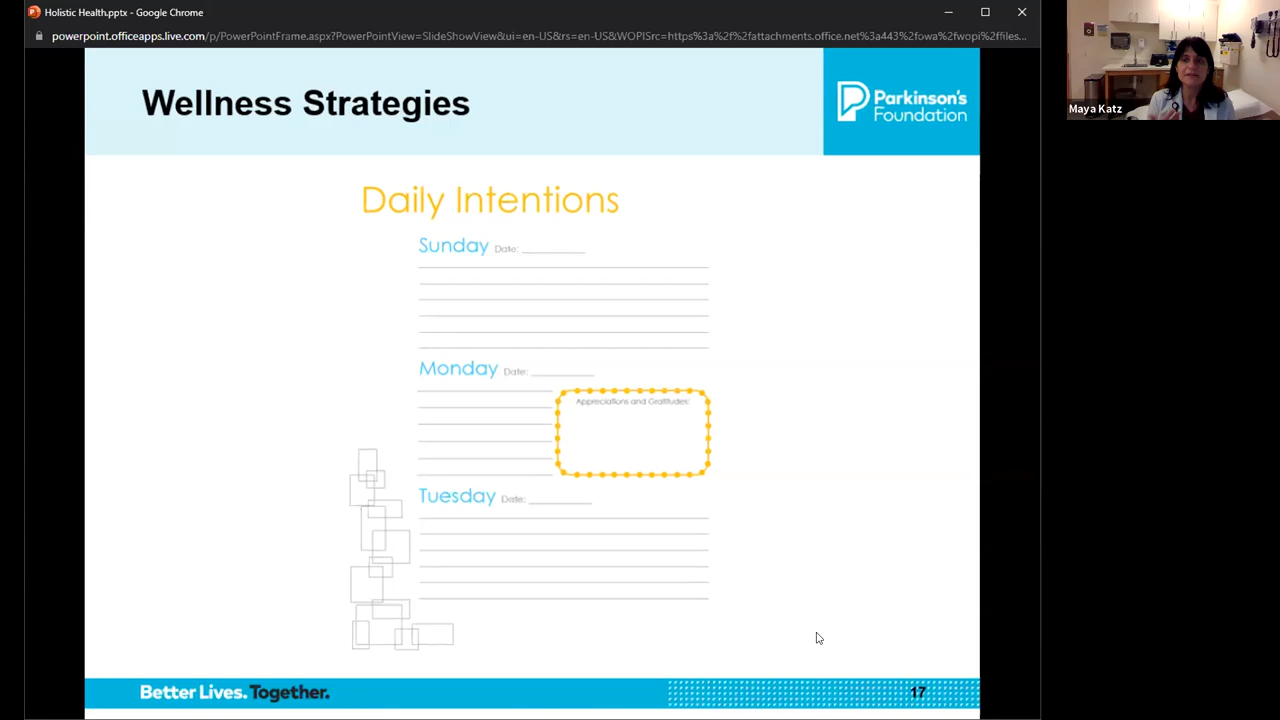 Holistic Health.pptx - Google Chrome
powerpoint.officeapps.live.com/p/PowerPointFrame.aspx?PowerPointView=SlideShowView&ui=en-US&rs=en-US&WOPISrc=https%3a%2f%2fattachments.office.net%3a443%2fowa%2fwopi%2ffiles...
Wellness Strategies
Parkinson's
Foundation
Maya Katz
Daily Intentions
Sunday Date:
Monday Date:
Appreciations and Gratitudes:
Tuesday Date:
Better Lives. Together.
17